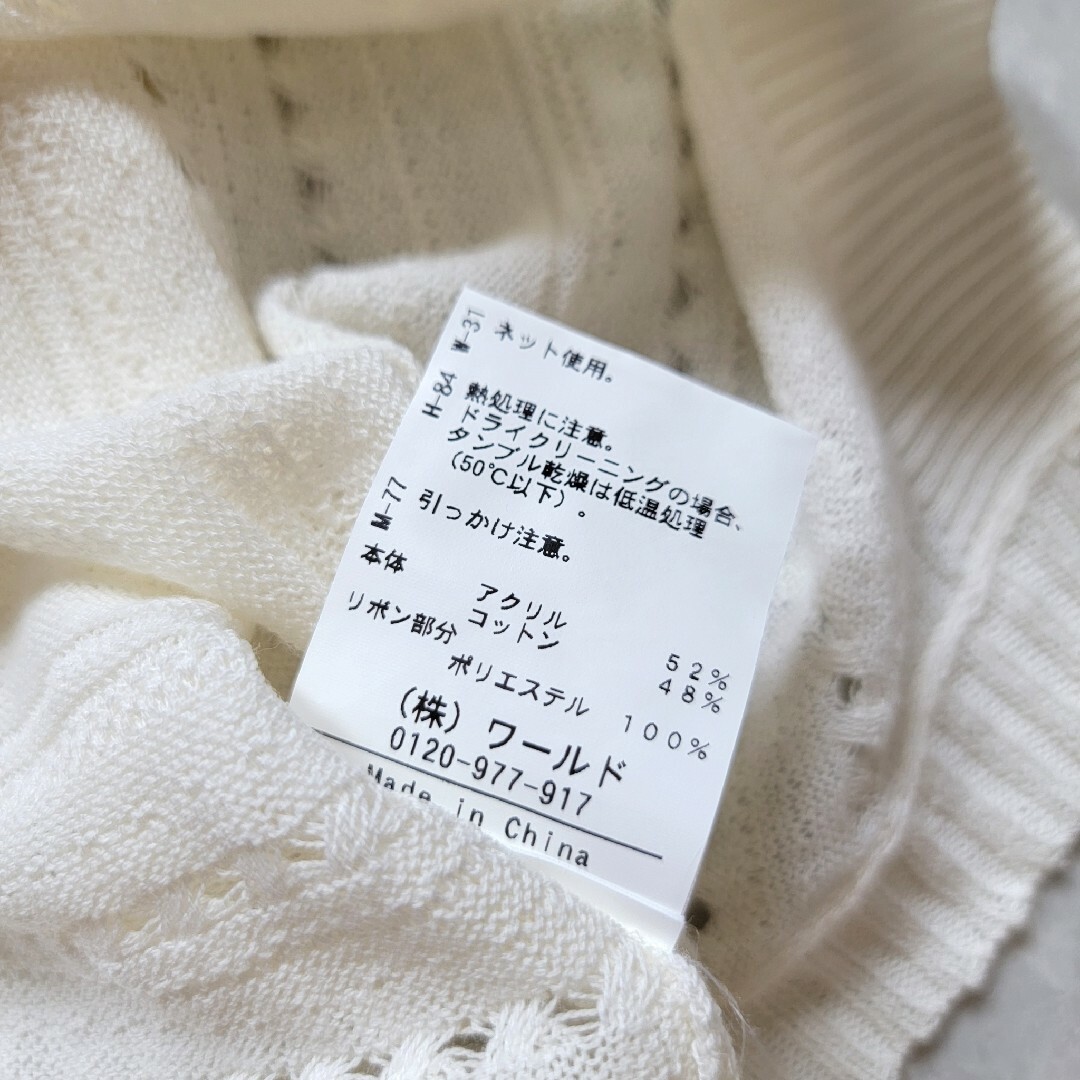 W-31 ネット使用。
H-84 熱処理に注意。
ドライクリーニングの場合、
タンブル乾燥は低温処理
(50℃以下)。
M-77 引っかけ注意。
本体
アクリル 52%
コットン 48%
リボン部分
ポリエステル 100%
(株)ワールド
0120-977-917
Made in China